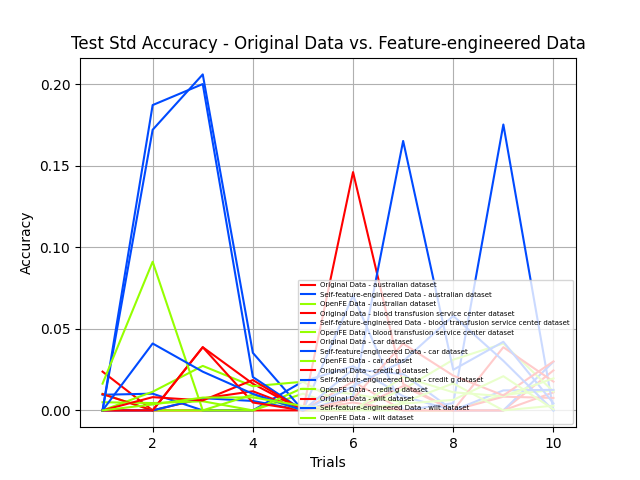 Test Std Accuracy - Original Data vs. Feature-engineered Data
Accuracy
0.20
0.15
0.10
0.05
0.00
Original Data - australian dataset
Self-feature-engineered Data - australian dataset
OpenFE Data - australian dataset
Original Data - blood transfusion service center dataset
Self-feature-engineered Data - blood transfusion service center dataset
OpenFE Data - blood transfusion service center dataset
Original Data - car dataset
Self-feature-engineered Data - car dataset
OpenFE Data - car dataset
Original Data - credit g dataset
Self-feature-engineered Data - credit g dataset
OpenFE Data - credit g dataset
Original Data - wilt dataset
Self-feature-engineered Data - wilt dataset
OpenFE Data - wilt dataset
2 4 6 8 10
Trials